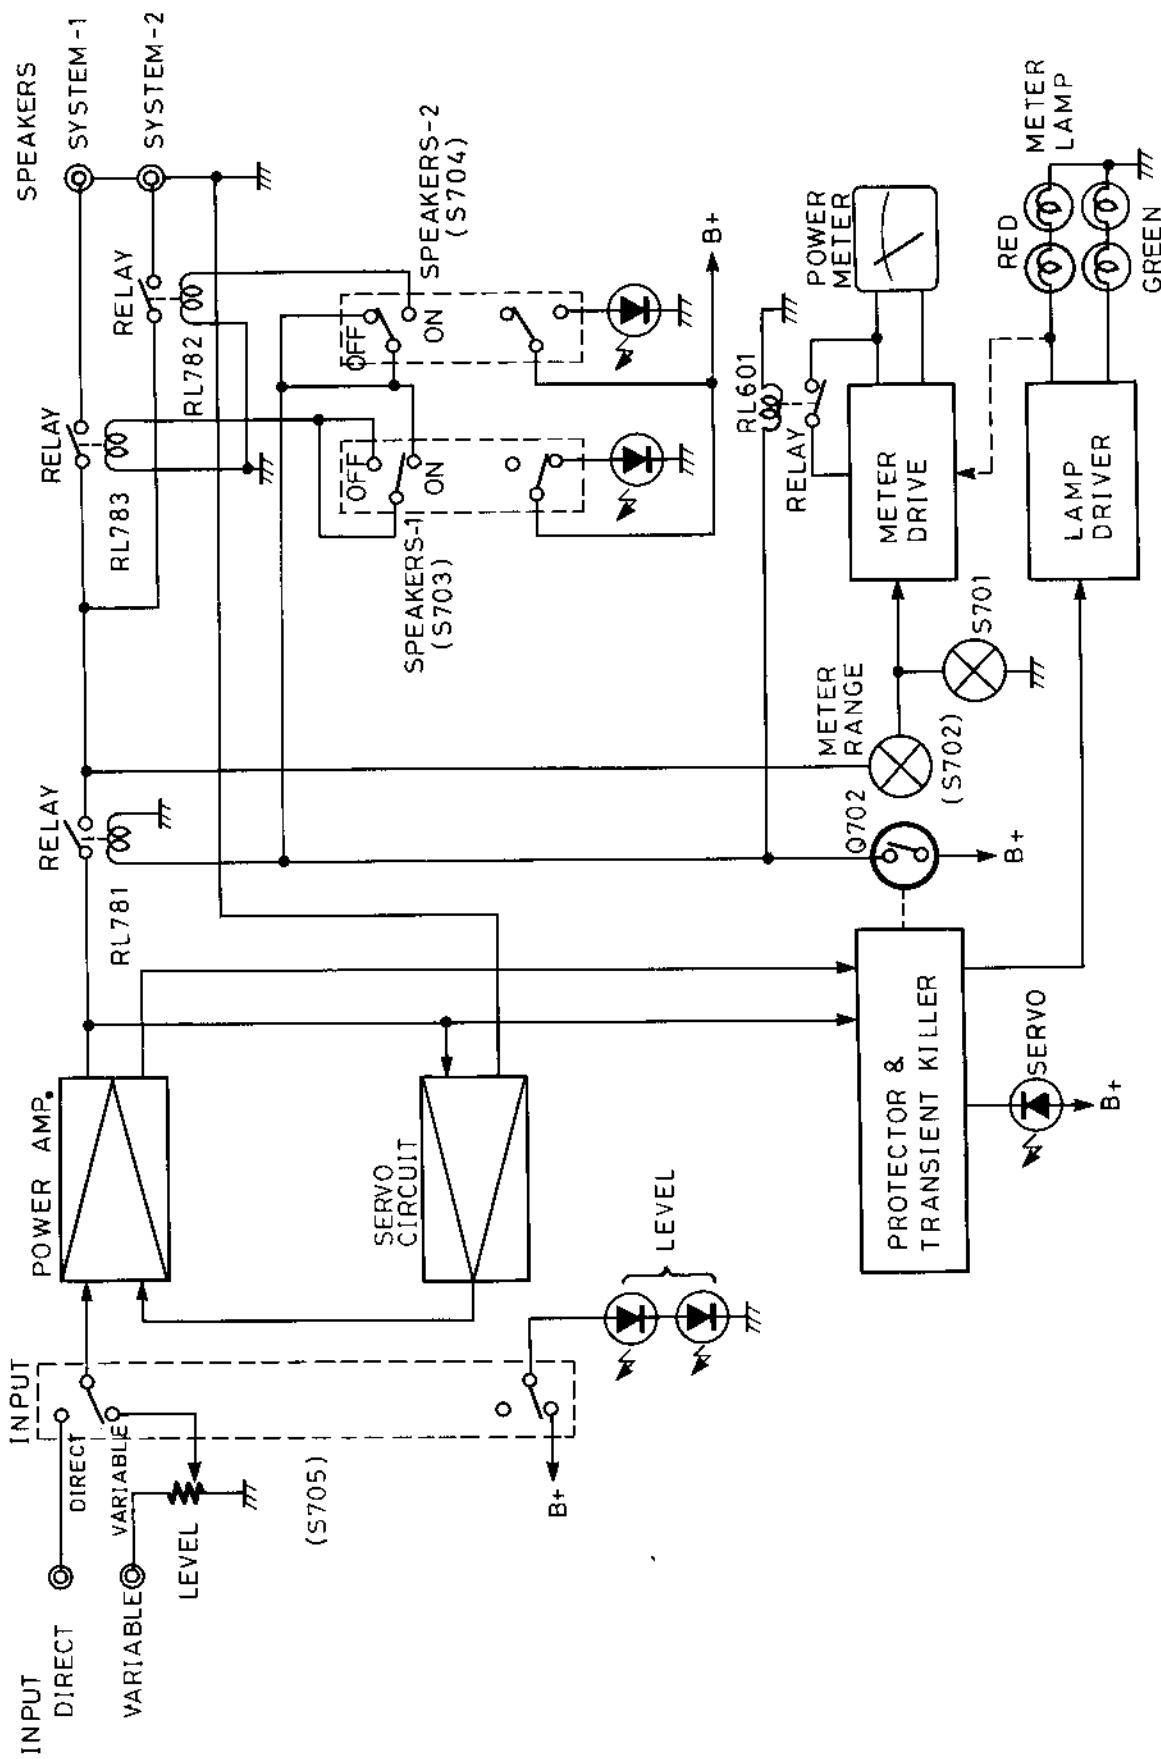 INPUT
DIRECT
VARIABLE
LEVEL
INPUT
DIRECT
VARIABLE
(S705)
B+
LEVEL
POWER AMP.
SERVO
CIRCUIT
PROTECTOR &
TRANSIENT KILLER
SERVO
B+
RELAY
RL781
Q702
B+
METER
RANGE
(S702)
S701
RELAY
RL783
RELAY
RL782
SPEAKERS
SYSTEM-1
SYSTEM-2
SPEAKERS-1
(S703)
OFF
ON
SPEAKERS-2
(S704)
OFF
ON
B+
RELAY
RL601
METER
DRIVE
POWER
METER
LAMP
DRIVER
RED
GREEN
METER
LAMP